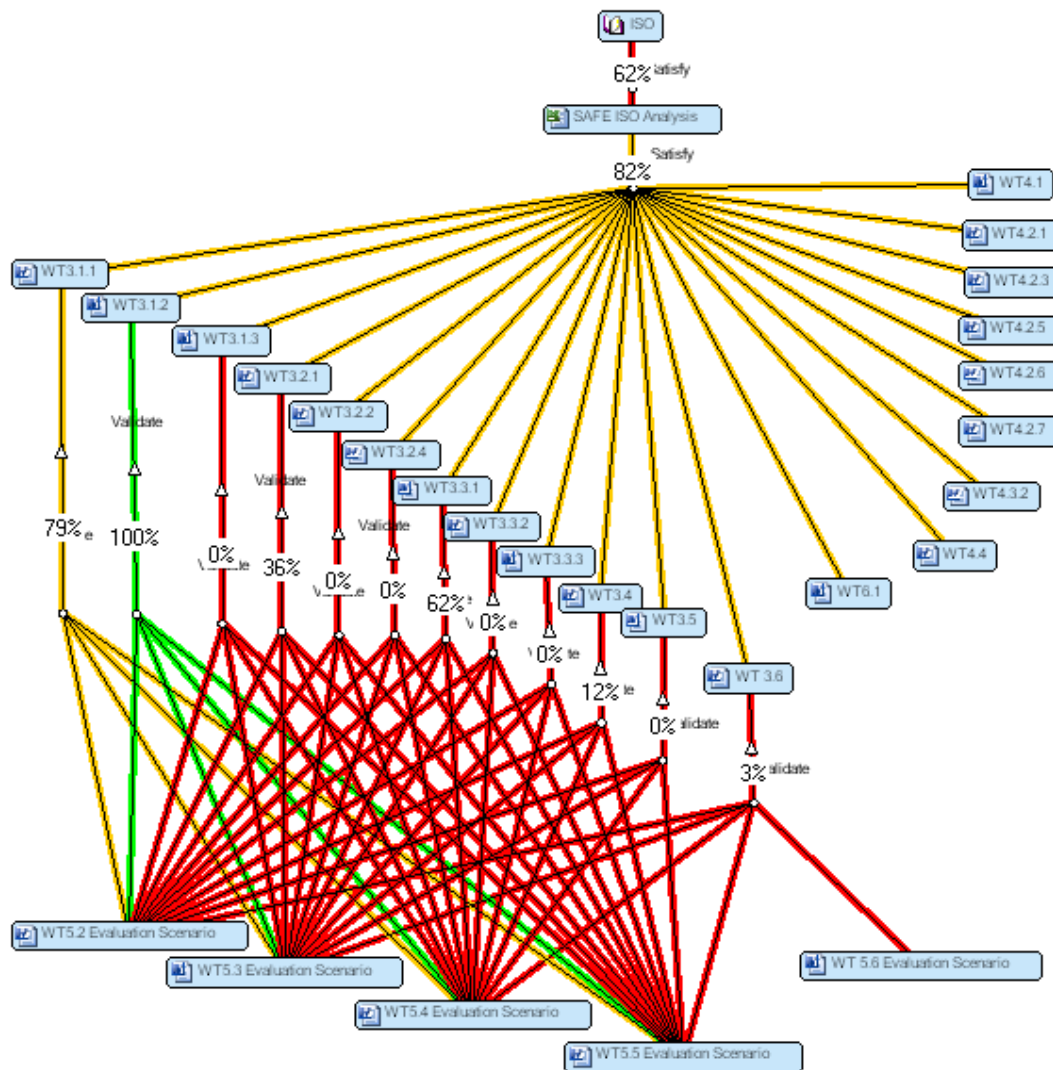 ISO
62%
SAFE ISO Analysis
Satisfy
82%
WT4.1
WT4.2.1
WT3.1.1
WT4.2.3
WT3.1.2
WT4.2.5
WT3.1.3
WT4.2.6
WT3.2.1
WT3.2.2
WT4.2.7
WT3.2.4
WT3.3.1
WT4.3.2
WT3.3.2
WT4.4
WT3.3.3
WT6.1
WT3.4
WT3.5
WT 3.6
Validate
Validate
Validate
79%
100%
0%
36%
0%
0%
62%
0%
0%
12%
0%
3%
WT5.2 Evaluation Scenario
WT5.3 Evaluation Scenario
WT 5.6 Evaluation Scenario
WT5.4 Evaluation Scenario
WT5.5 Evaluation Scenario